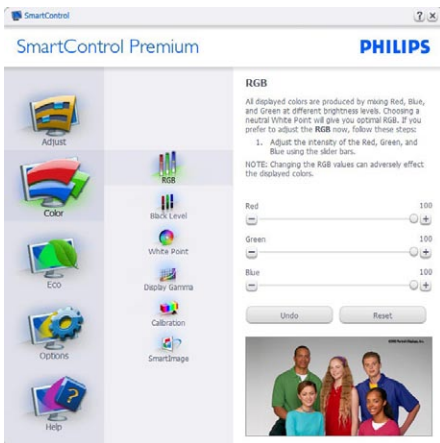 SmartControl
? x
SmartControl Premium
PHILIPS
Adjust
Color
Eco
Options
Help
RGB
Black Level
White Point
Display Gamma
Calibration
SmartImage
RGB
All displayed colors are produced by mixing Red, Blue,
and Green at different brightness levels. Choosing a
neutral White Point will give you optimal RGB. If you
prefer to adjust the RGB now, follow these steps:
1. Adjust the intensity of the Red, Green, and
Blue using the slider bars.
NOTE: Changing the RGB values can adversely effect
the displayed colors.
Red 100
Green 100
Blue 100
Undo Reset